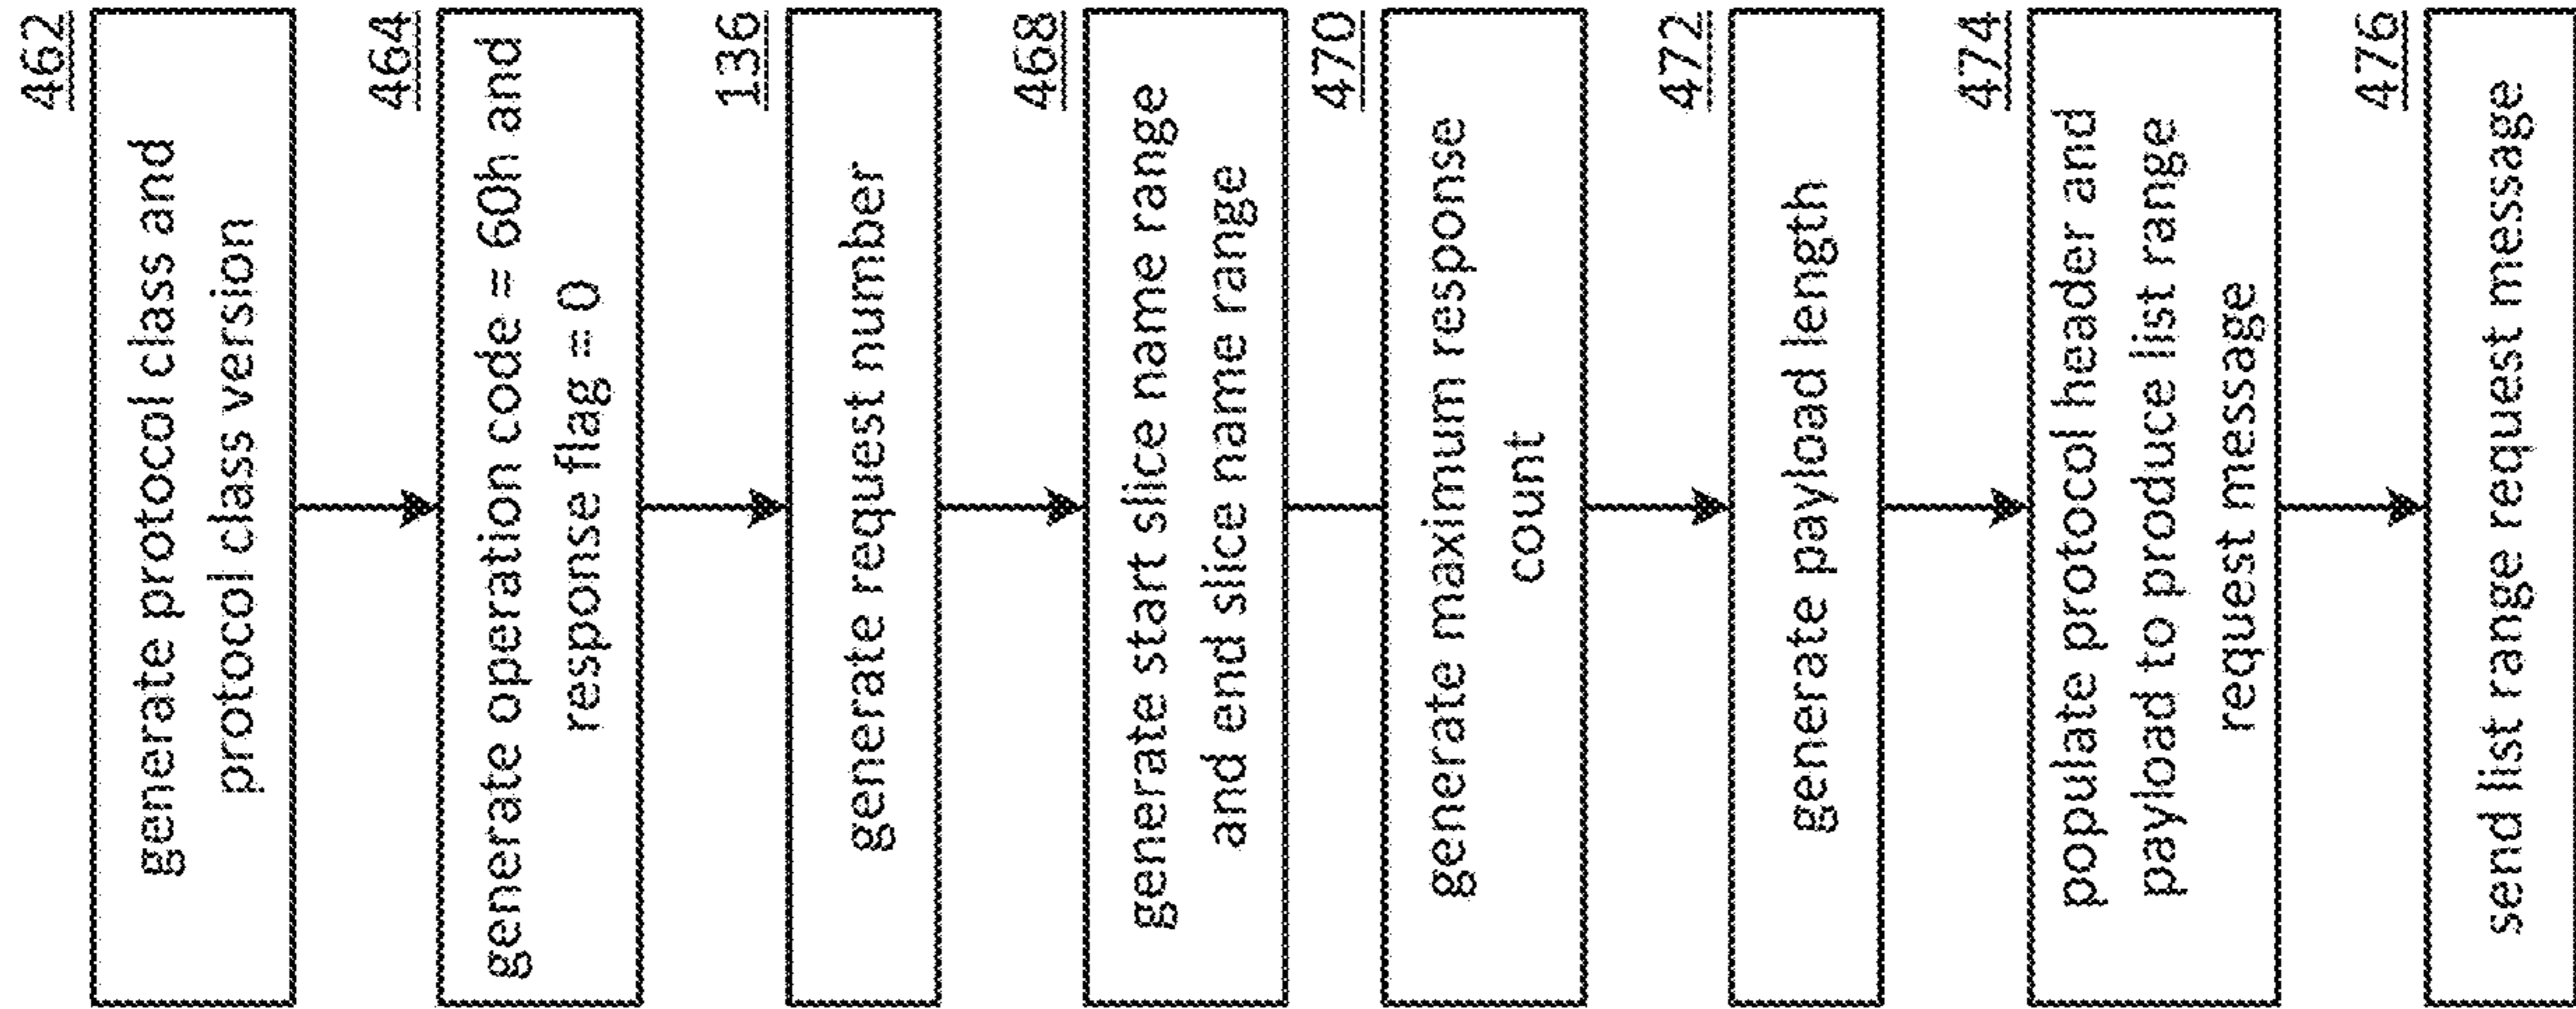 462
generate protocol class and
protocol class version
464
generate operation code = 60h and
response flag = 0
136
generate request number
468
generate start slice name range
and end slice name range
470
generate maximum response
count
472
generate payload length
474
populate protocol header and
payload to produce list range
request message
476
send list range request message